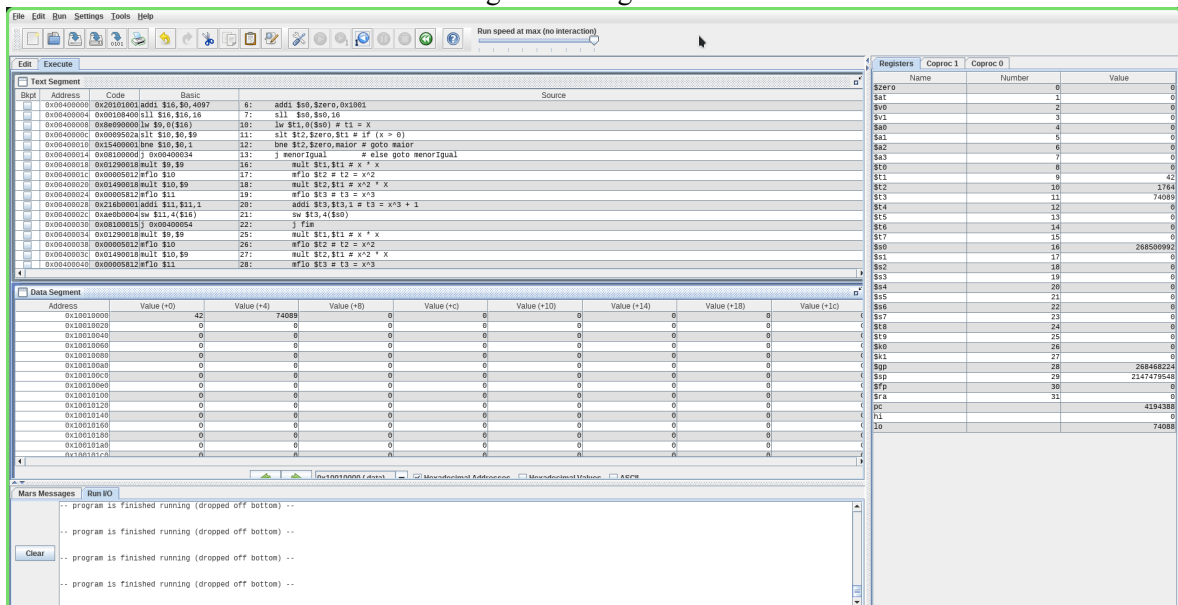 File Edit Run Settings Tools Help
Run speed at max (no interaction)
Edit Execute
Text Segment
Bkpt Address Code Basic Source
0x00400000 0x20101001 addi $16,$0,4097 6: addi $s0,$zero,0x1001
0x00400004 0x00108400 sll $16,$16,16 7: sll $s0,$s0,16
0x00400008 0x8e090000 lw $9,0($16) 10: lw $t1,0($s0) # t1 = X
0x0040000c 0x0009502a slt $10,$0,$9 11: slt $t2,$zero,$t1 # if (x > 0)
0x00400010 0x15400001 bne $10,$0,1 12: bne $t2,$zero,maior # goto maior
0x00400014 0x0810000d j 0x00400034 13: j menorIgual # else goto menorIgual
0x00400018 0x01290018 mult $9,$9 16: mult $t1,$t1 # x * x
0x0040001c 0x00005012 mflo $10 17: mflo $t2 # t2 = x^2
0x00400020 0x01490018 mult $10,$9 18: mult $t2,$t1 # x^2 * X
0x00400024 0x00005812 mflo $11 19: mflo $t3 # t3 = x^3
0x00400028 0x216b0001 addi $11,$11,1 20: addi $t3,$t3,1 # t3 = x^3 + 1
0x0040002c 0xae0b0004 sw $11,4($16) 21: sw $t3,4($s0)
0x00400030 0x08100015 j 0x00400054 22: j fim
0x00400034 0x01290018 mult $9,$9 25: mult $t1,$t1 # x * x
0x00400038 0x00005012 mflo $10 26: mflo $t2 # t2 = x^2
0x0040003c 0x01490018 mult $10,$9 27: mult $t2,$t1 # x^2 * X
0x00400040 0x00005812 mflo $11 28: mflo $t3 # t3 = x^3
Data Segment
Address Value (+0) Value (+4) Value (+8) Value (+c) Value (+10) Value (+14) Value (+18) Value (+1c)
0x10010000 42 74089 0 0 0 0 0
0x10010020 0 0 0 0 0 0 0
0x10010040 0 0 0 0 0 0 0
0x10010060 0 0 0 0 0 0 0
0x10010080 0 0 0 0 0 0 0
0x100100a0 0 0 0 0 0 0 0
0x100100c0 0 0 0 0 0 0 0
0x100100e0 0 0 0 0 0 0 0
0x10010100 0 0 0 0 0 0 0
0x10010120 0 0 0 0 0 0 0
0x10010140 0 0 0 0 0 0 0
0x10010160 0 0 0 0 0 0 0
0x10010180 0 0 0 0 0 0 0
0x100101a0 0 0 0 0 0 0 0
0x100101c0 0 0 0 0 0 0 0
0x10010000 (.data) Hexadecimal Addresses Hexadecimal Values ASCII
Mars Messages Run I/O
-- program is finished running (dropped off bottom) --
-- program is finished running (dropped off bottom) --
Clear
-- program is finished running (dropped off bottom) --
-- program is finished running (dropped off bottom) --
Registers Coproc 1 Coproc 0
Name Number Value
$zero 0 0
$at 1 0
$v0 2 0
$v1 3 0
$a0 4 0
$a1 5 0
$a2 6 0
$a3 7 0
$t0 8 0
$t1 9 42
$t2 10 1764
$t3 11 74089
$t4 12 0
$t5 13 0
$t6 14 0
$t7 15 0
$s0 16 268500992
$s1 17 0
$s2 18 0
$s3 19 0
$s4 20 0
$s5 21 0
$s6 22 0
$s7 23 0
$t8 24 0
$t9 25 0
$k0 26 0
$k1 27 0
$gp 28 268468224
$sp 29 2147479548
$fp 30 0
$ra 31 0
pc 4194388
hi 0
lo 74088